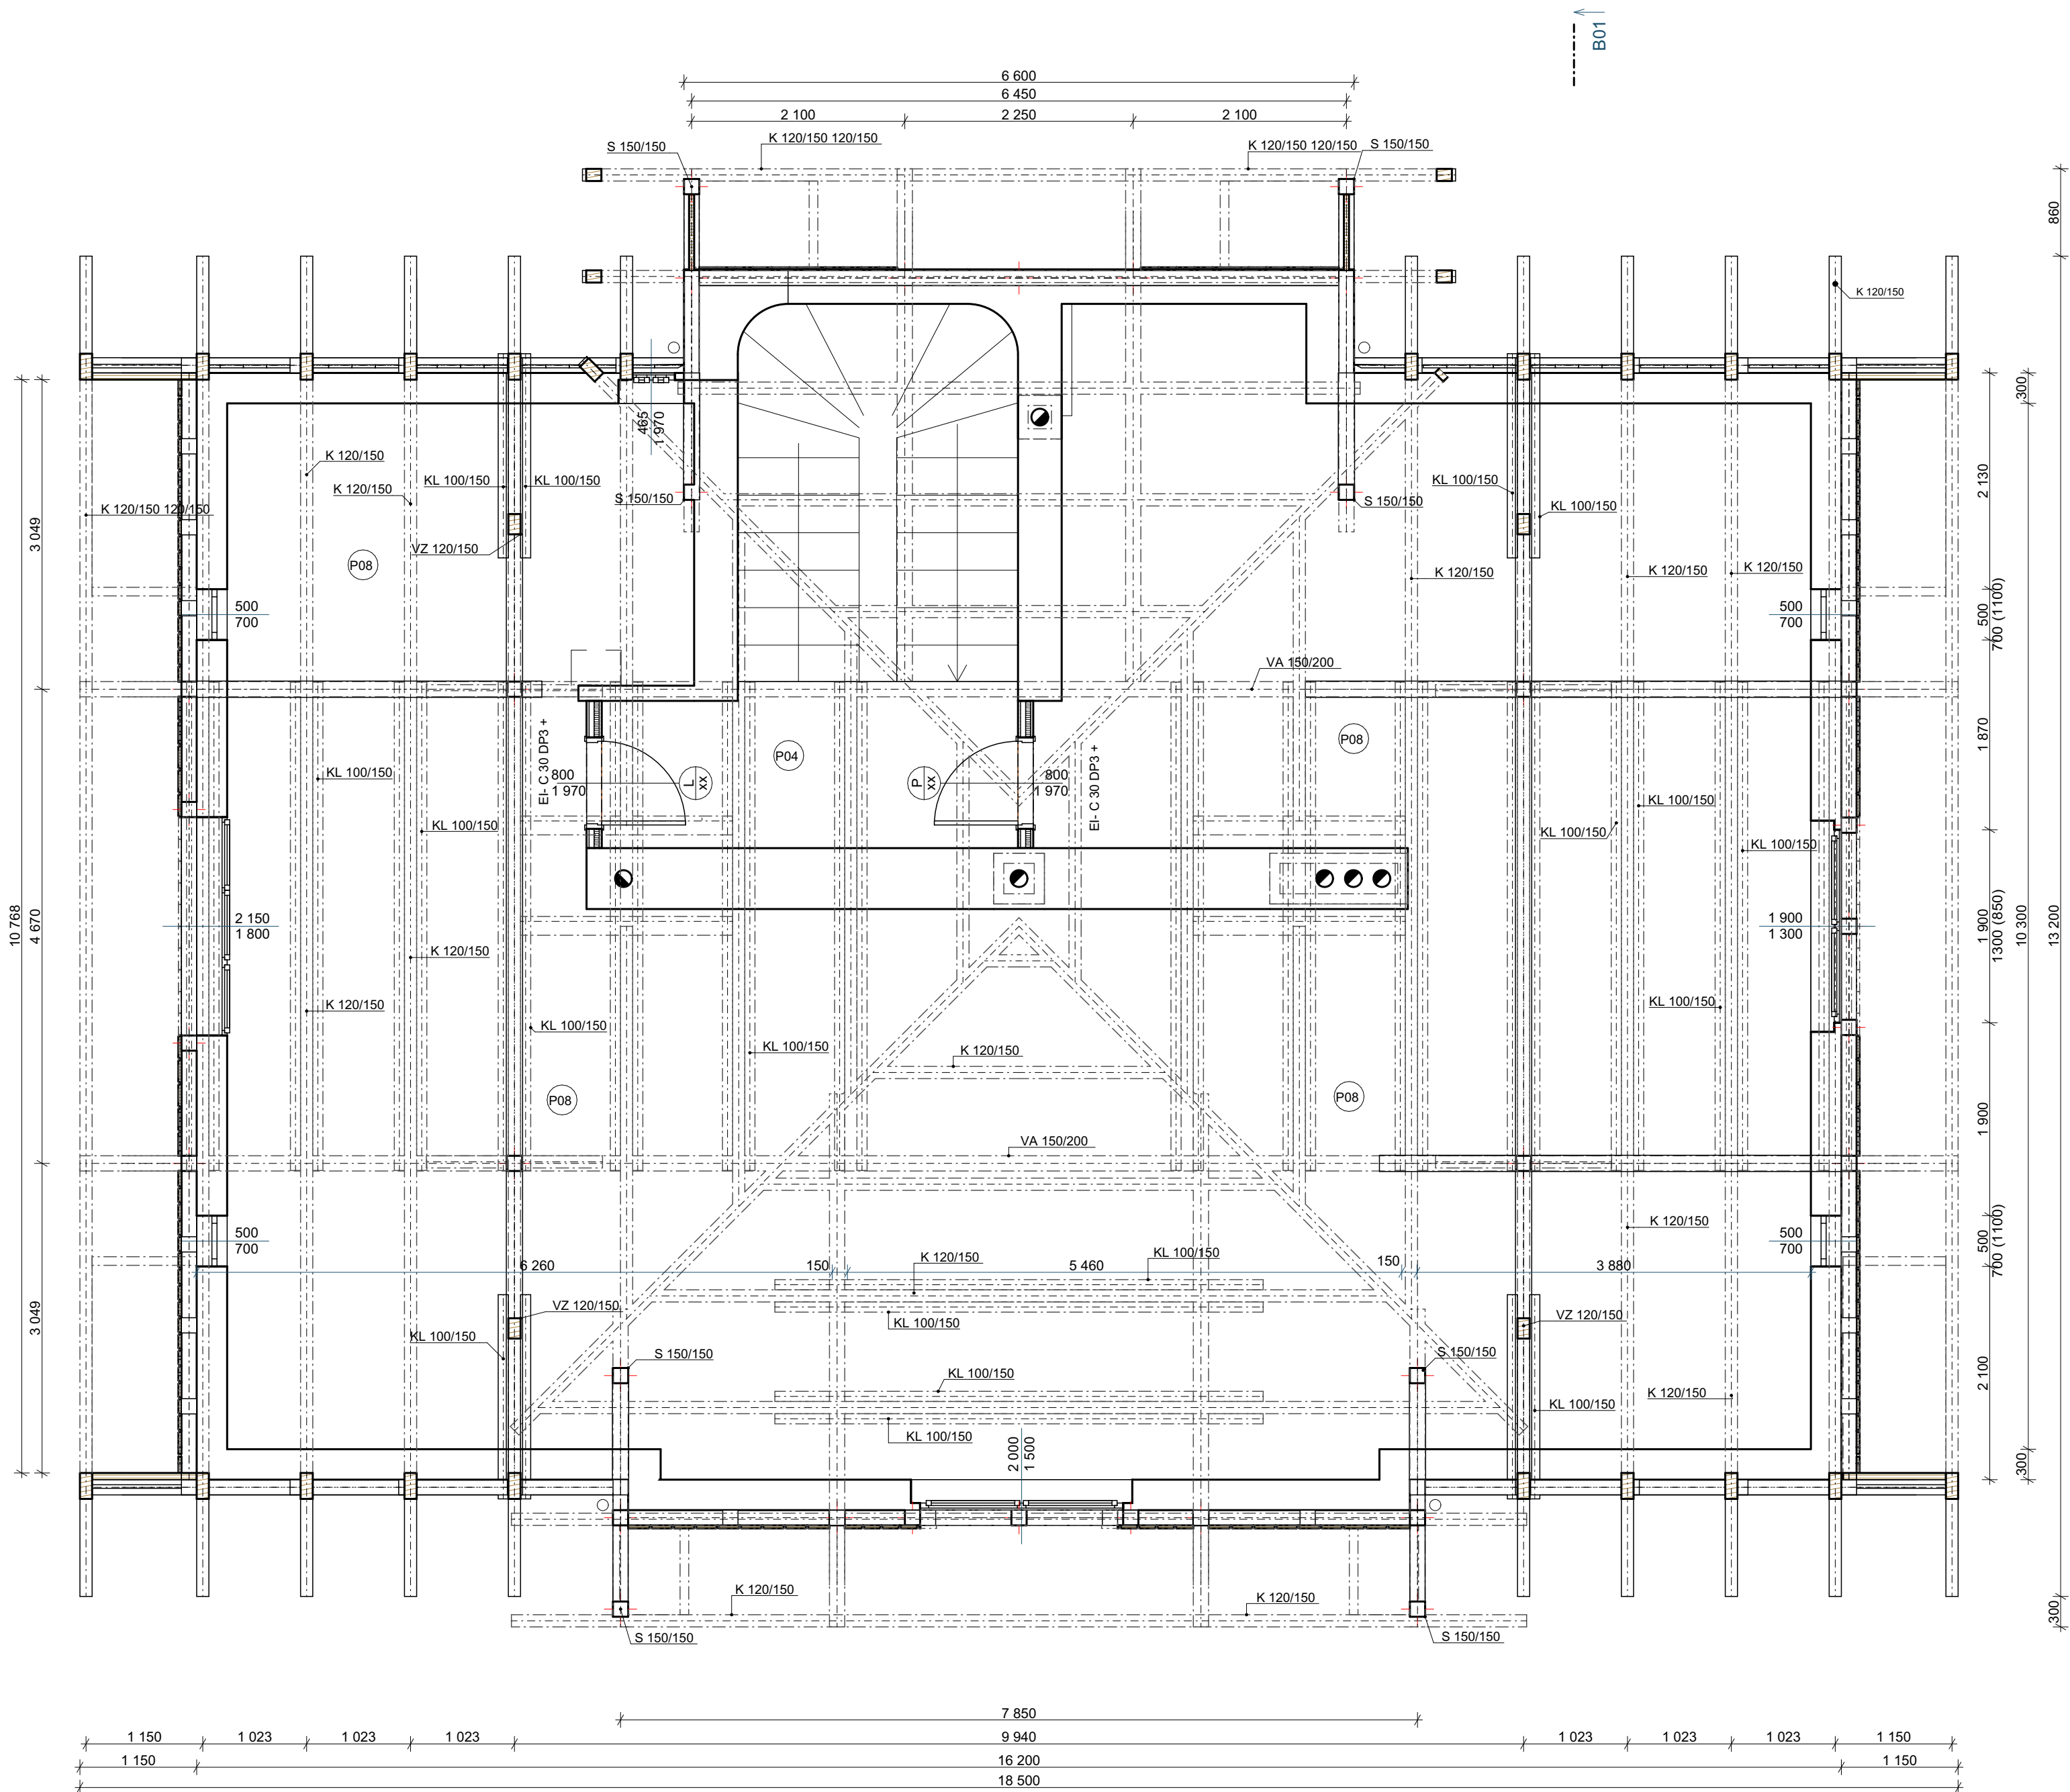 B01
6 600
6 450
2 100
2 250
2 100
K 120/150 120/150
S 150/150
K 120/150 120/150
S 150/150
860
K 120/150
300
465
1 970
K 120/150
K 120/150
KL 100/150
KL 100/150
S 150/150
S 150/150
KL 100/150
KL 100/150
2 130
K 120/150 120/150
3 049
VZ 120/150
P08
K 120/150
K 120/150
K 120/150
500
700
500
700
500
700 (1100)
VA 150/200
EI- C 30 DP3 +
P04
P08
EI- C 30 DP3 +
1 870
800
1 970
L
xx
P
xx
800
1 970
KL 100/150
KL 100/150
KL 100/150
KL 100/150
KL 100/150
10 768
4 670
2 150
1 800
1 900
1 300
1 900
1300 (850)
10 300
13 200
K 120/150
K 120/150
KL 100/150
KL 100/150
KL 100/150
K 120/150
P08
P08
1 900
VA 150/200
500
700
K 120/150
500
700
500
700 (1100)
6 260
150
K 120/150
KL 100/150
5 460
150
3 880
3 049
VZ 120/150
KL 100/150
KL 100/150
VZ 120/150
S 150/150
S 150/150
KL 100/150
2 100
K 120/150
KL 100/150
KL 100/150
2 000
1 500
300
K 120/150
K 120/150
S 150/150
S 150/150
300
7 850
1 150
1 023
1 023
1 023
9 940
1 023
1 023
1 023
1 150
1 150
16 200
1 150
18 500